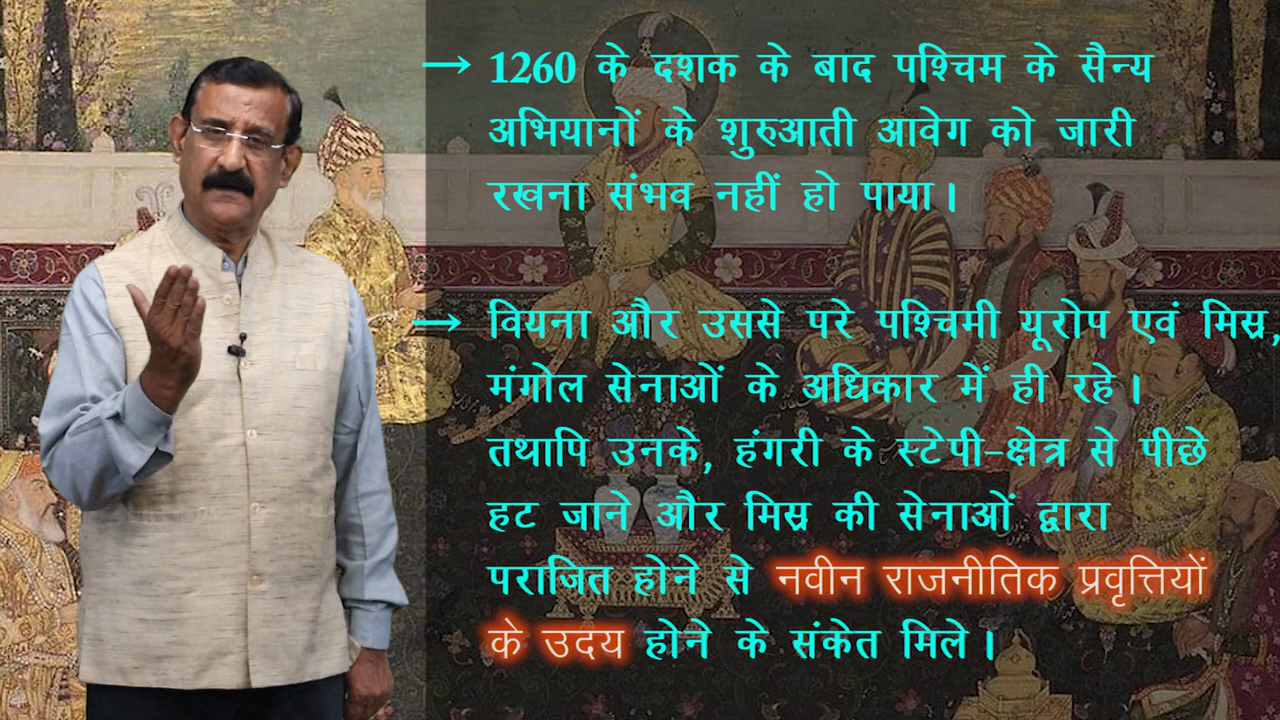 → 1260 के दशक के बाद पश्चिम के सैन्य
अभियानों के शुरुआती आवेग को जारी
रखना संभव नहीं हो पाया।
→ वियना और उससे परे पश्चिमी यूरोप एवं मिस्र,
मंगोल सेनाओं के अधिकार में ही रहे।
तथापि उनके, हंगरी के स्टेपी-क्षेत्र से पीछे
हट जाने और मिस्र की सेनाओं द्वारा
पराजित होने से नवीन राजनीतिक प्रवृत्तियों
के उदय होने के संकेत मिले।